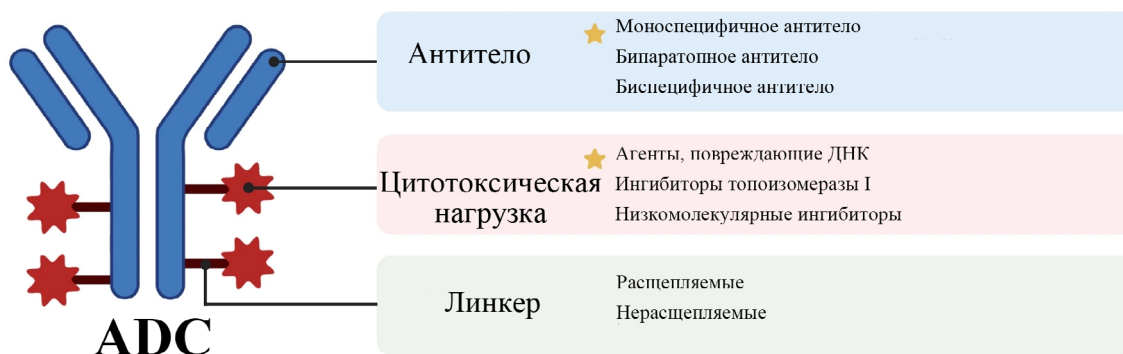 Антитело
Моноспецифичное антитело
Бипаратопное антитело
Биспецифичное антитело
Цитотоксическая
нагрузка
Агенты, повреждающие ДНК
Ингибиторы топоизомеразы I
Низкомолекулярные ингибиторы
Линкер
Расщепляемые
Нерасщепляемые
ADC